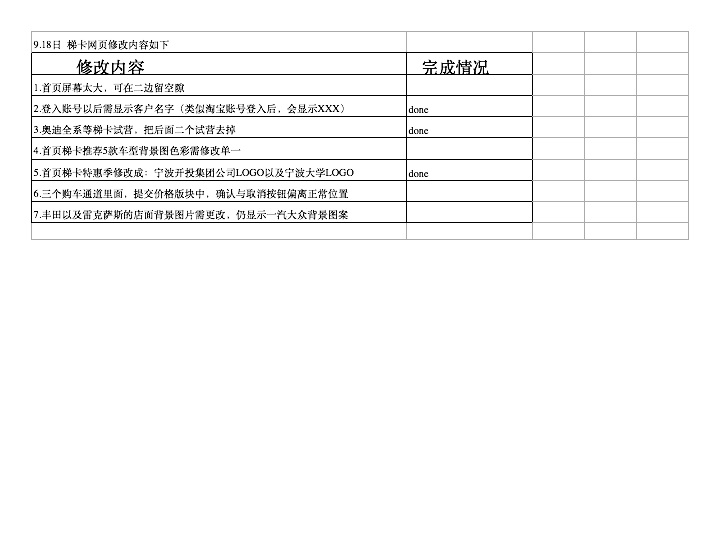 9.18日 梯卡网页修改内容如下
修改内容 完成情况
1.首页屏幕太大，可在二边留空隙
2.登入账号以后需显示客户名字（类似淘宝账号登入后，会显示XXX） done
3.奥迪全系等梯卡试营，把后面二个试营去掉 done
4.首页梯卡推荐5款车型背景图色彩需修改单一
5.首页梯卡特惠季修改成：宁波开投集团公司LOGO以及宁波大学LOGO done
6.三个购车通道里面，提交价格版块中，确认与取消按钮偏离正常位置
7.丰田以及雷克萨斯的店面背景图片需更改，仍显示一汽大众背景图案